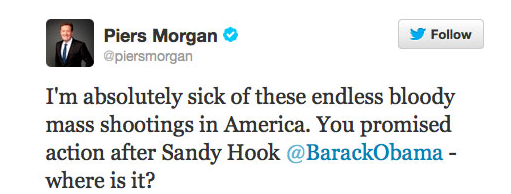 Piers Morgan
@piersmorgan
Follow
I'm absolutely sick of these endless bloody
mass shootings in America. You promised
action after Sandy Hook @BarackObama -
where is it?